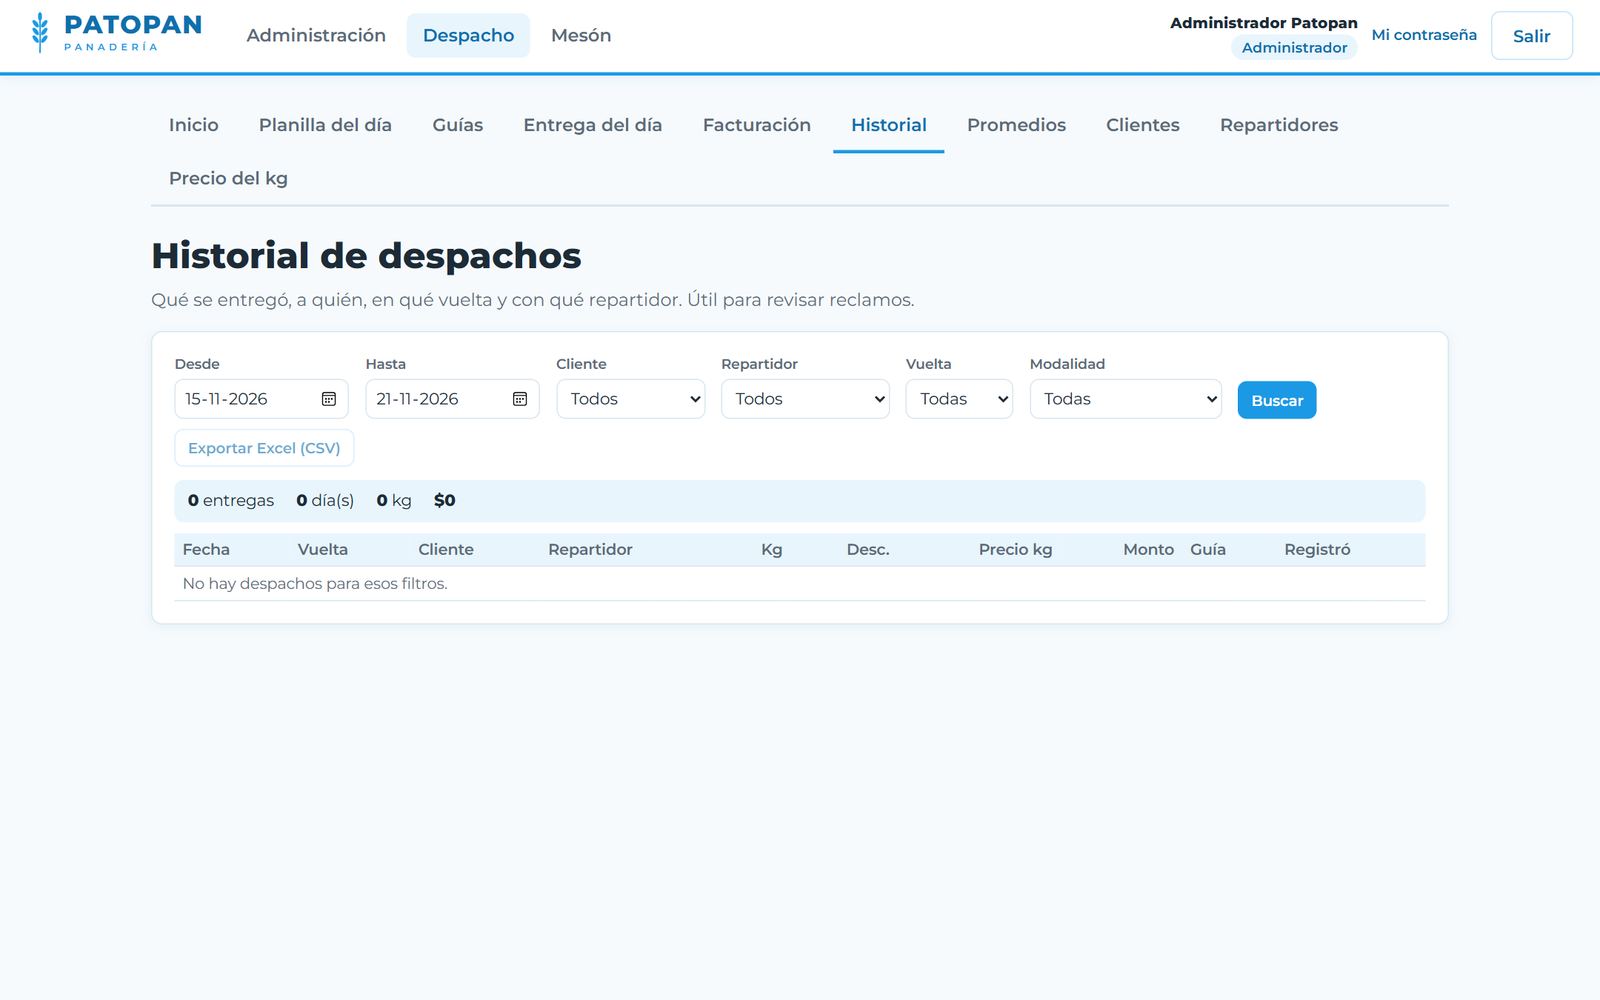 PATOPAN
PANADERÍA
Administración Despacho Mesón
Administrador Patopan
Administrador
Mi contraseña
Salir
Inicio Planilla del día Guías Entrega del día Facturación Historial Promedios Clientes Repartidores
Precio del kg
Historial de despachos
Qué se entregó, a quién, en qué vuelta y con qué repartidor. Útil para revisar reclamos.
Desde Hasta Cliente Repartidor Vuelta Modalidad
15-11-2026 21-11-2026 Todos Todos Todas Todas Buscar
Exportar Excel (CSV)
0 entregas 0 día(s) 0 kg $0
Fecha Vuelta Cliente Repartidor Kg Desc. Precio kg Monto Guía Registró
No hay despachos para esos filtros.